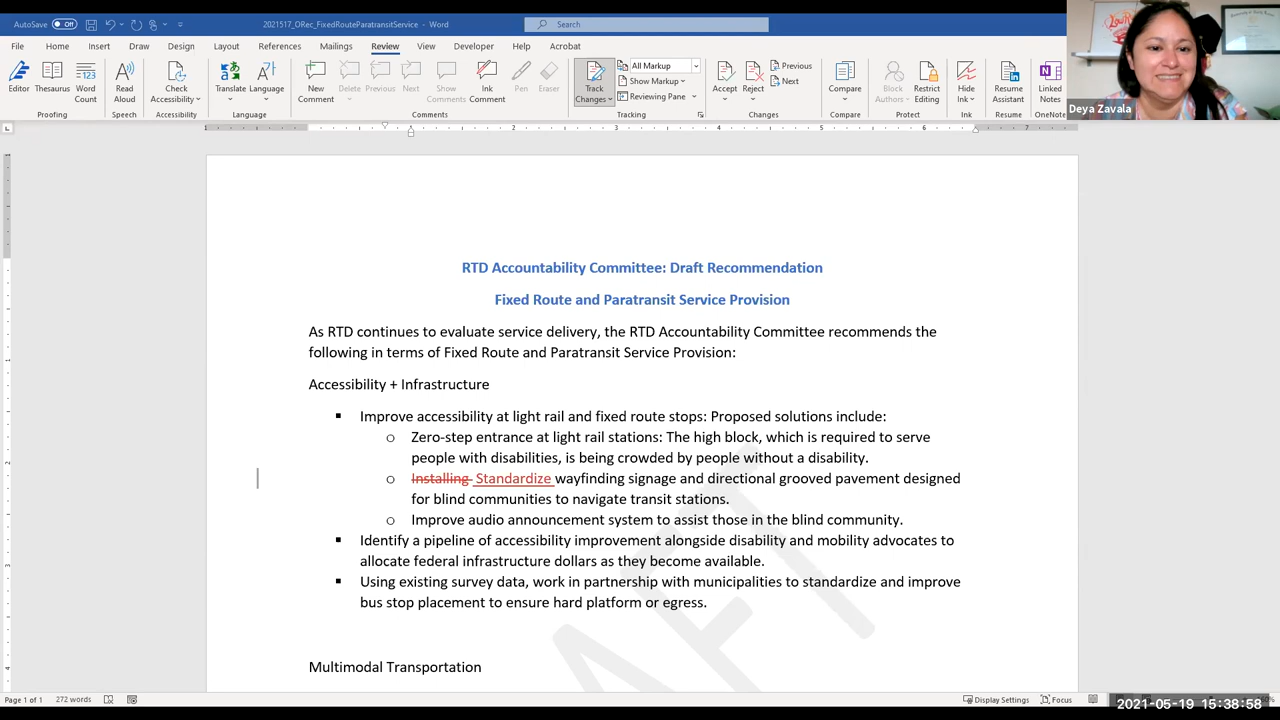 AutoSave Off 2021517_ORec_FixedRouteParatransitService - Word Search
File Home Insert Draw Design Layout References Mailings Review View Developer Help Acrobat
Editor Thesaurus Word Count Read Aloud Check Accessibility Translate Language New Comment Delete Previous Next Show Comments Ink Comment Pen Eraser Track Changes All Markup Show Markup Reviewing Pane Accept Reject Previous Next Compare Block Authors Restrict Editing Hide Ink Resume Assistant Linked Notes
Proofing Speech Accessibility Language Comments Tracking Changes Compare Protect Ink Resume OneNote
Deya Zavala
1 1 2 3 4 5 6 7
RTD Accountability Committee: Draft Recommendation
Fixed Route and Paratransit Service Provision
As RTD continues to evaluate service delivery, the RTD Accountability Committee recommends the
following in terms of Fixed Route and Paratransit Service Provision:
Accessibility + Infrastructure
▪ Improve accessibility at light rail and fixed route stops: Proposed solutions include:
o Zero-step entrance at light rail stations: The high block, which is required to serve
people with disabilities, is being crowded by people without a disability.
o Installing Standardize wayfinding signage and directional grooved pavement designed
for blind communities to navigate transit stations.
o Improve audio announcement system to assist those in the blind community.
▪ Identify a pipeline of accessibility improvement alongside disability and mobility advocates to
allocate federal infrastructure dollars as they become available.
▪ Using existing survey data, work in partnership with municipalities to standardize and improve
bus stop placement to ensure hard platform or egress.
Multimodal Transportation
Page 1 of 1 272 words Display Settings Focus
2021-05-19 15:38:58